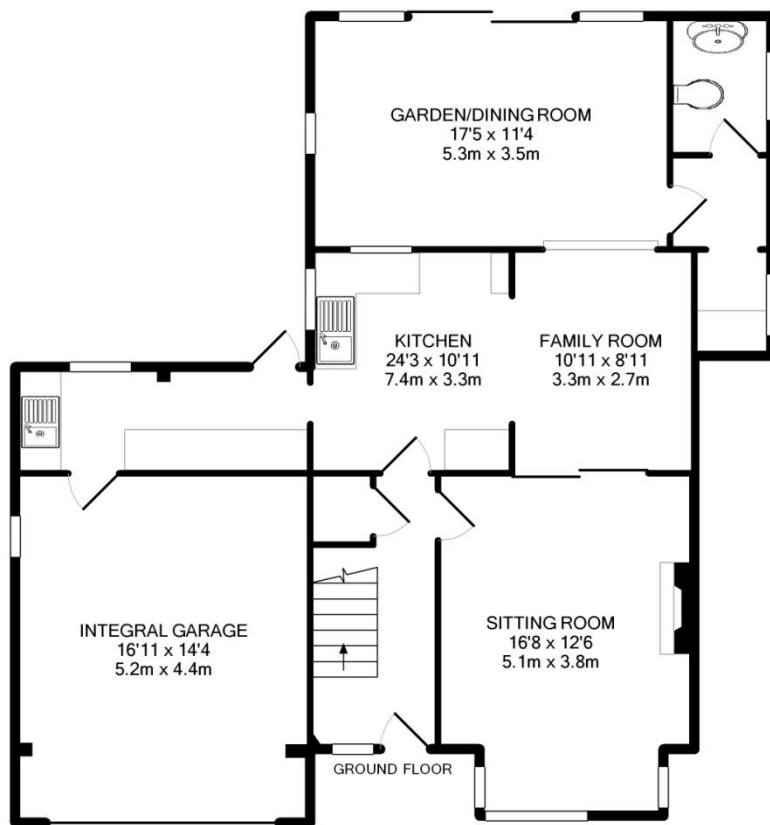 GARDEN/DINING ROOM
17'5 x 11'4
5.3m x 3.5m
KITCHEN
24'3 x 10'11
7.4m x 3.3m
FAMILY ROOM
10'11 x 8'11
3.3m x 2.7m
INTEGRAL GARAGE
16'11 x 14'4
5.2m x 4.4m
SITTING ROOM
16'8 x 12'6
5.1m x 3.8m
GROUND FLOOR